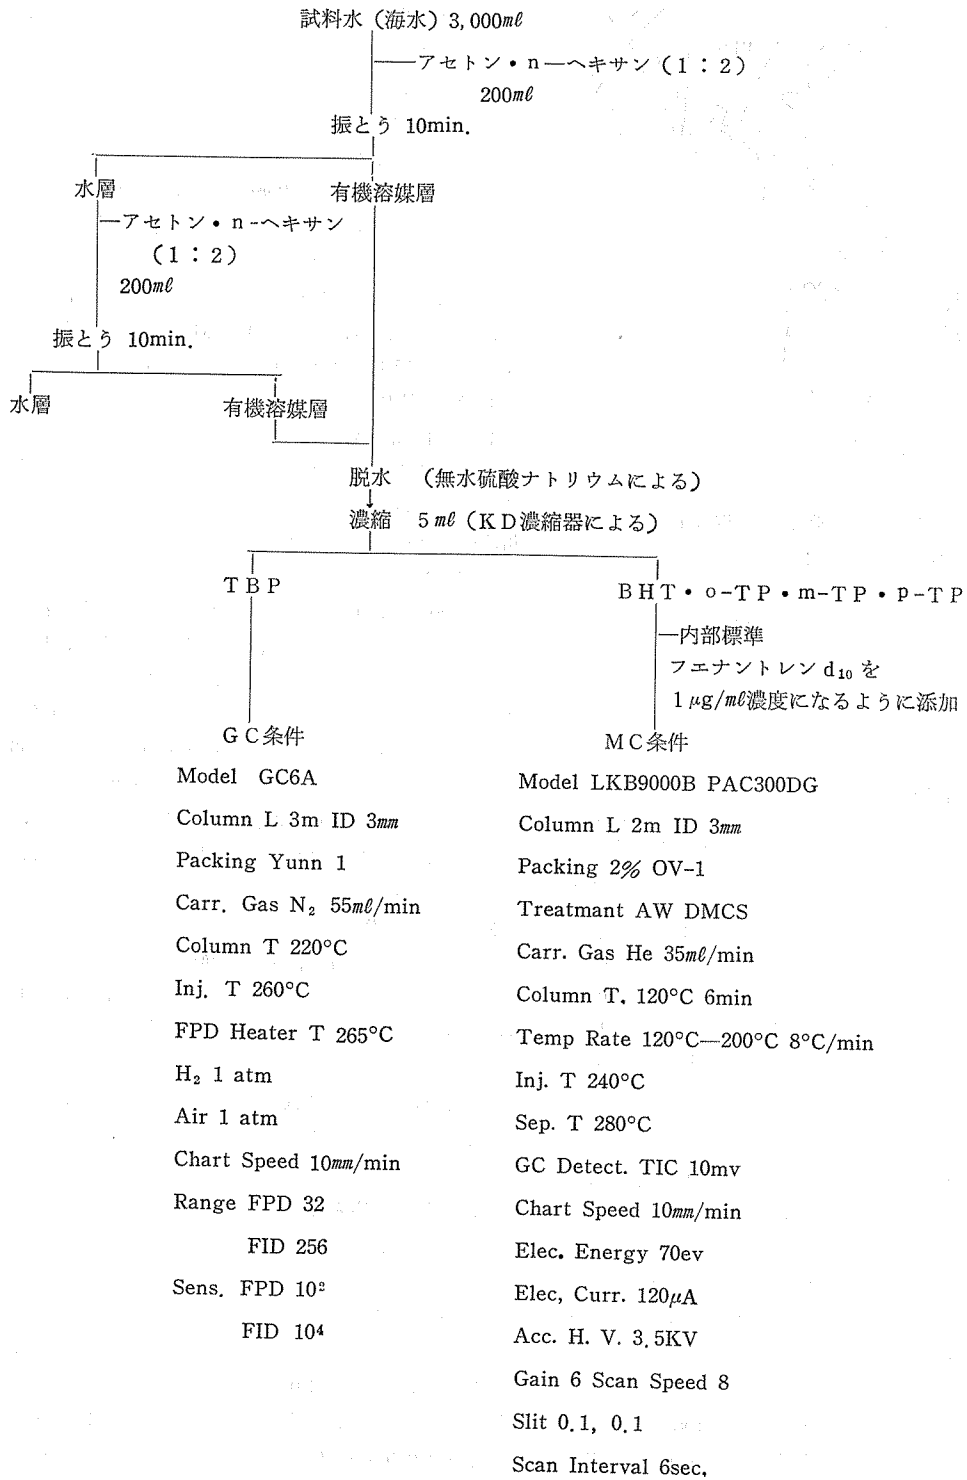 試料水（海水）3,000mℓ
アセトン・n—ヘキサン（1：2）
200mℓ
振とう 10min.
水層
有機溶媒層
アセトン・n-ヘキサン
（1：2）
200mℓ
振とう 10min.
水層
有機溶媒層
脱水 （無水硫酸ナトリウムによる）
濃縮 5mℓ（KD濃縮器による）
TBP
BHT・o-TP・m-TP・p-TP
内部標準
フエナントレン d₁₀ を
1μg/mℓ濃度になるように添加
GC条件
Model GC6A
Column L 3m ID 3mm
Packing Yunn 1
Carr. Gas N₂ 55mℓ/min
Column T 220°C
Inj. T 260°C
FPD Heater T 265°C
H₂ 1 atm
Air 1 atm
Chart Speed 10mm/min
Range FPD 32
FID 256
Sens. FPD 10²
FID 10⁴
MC条件
Model LKB9000B PAC300DG
Column L 2m ID 3mm
Packing 2% OV-1
Treatmant AW DMCS
Carr. Gas He 35mℓ/min
Column T. 120°C 6min
Temp Rate 120°C—200°C 8°C/min
Inj. T 240°C
Sep. T 280°C
GC Detect. TIC 10mv
Chart Speed 10mm/min
Elec. Energy 70ev
Elec, Curr. 120μA
Acc. H. V. 3.5KV
Gain 6 Scan Speed 8
Slit 0.1, 0.1
Scan Interval 6sec,